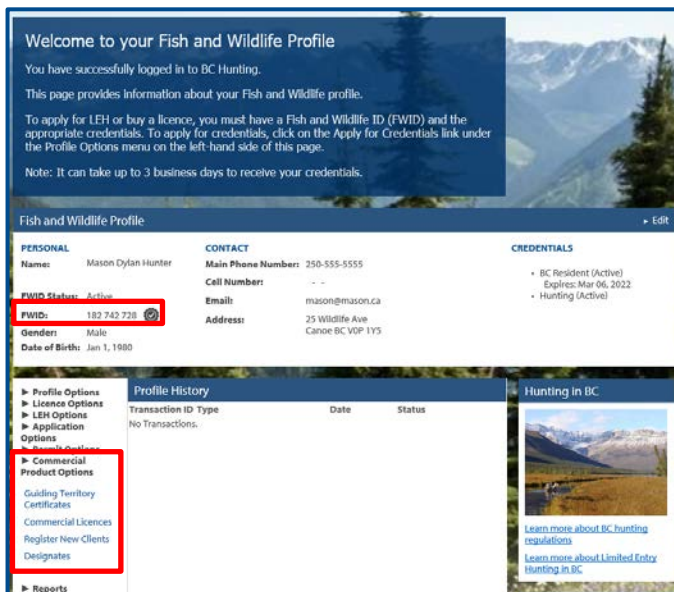 Welcome to your Fish and Wildlife Profile
You have successfully logged in to BC Hunting.
This page provides information about your Fish and Wildlife profile.
To apply for LEH or buy a licence, you must have a Fish and Wildlife ID (FWID) and the
appropriate credentials. To apply for credentials, click on the Apply for Credentials link under
the Profile Options menu on the left-hand side of this page.
Note: It can take up to 3 business days to receive your credentials.
Fish and Wildlife Profile
▸ Edit
PERSONAL
Name: Mason Dylan Hunter
FWID Status: Active
FWID: 182 742 728
Gender: Male
Date of Birth: Jan 1, 1980
CONTACT
Main Phone Number: 250-555-5555
Cell Number: - -
Email: mason@mason.ca
Address: 25 Wildlife Ave
Canoe BC V0P 1Y5
CREDENTIALS
• BC Resident (Active)
Expires: Mar 06, 2022
• Hunting (Active)
▶ Profile Options
▶ Licence Options
▶ LEH Options
▶ Application
Options
▶ Permit Options
▶ Commercial
Product Options
Guiding Territory
Certificates
Commercial Licences
Register New Clients
Designates
▶ Reports
Profile History
Transaction ID Type Date Status
No Transactions.
Hunting in BC
Learn more about BC hunting
regulations
Learn more about Limited Entry
Hunting in BC